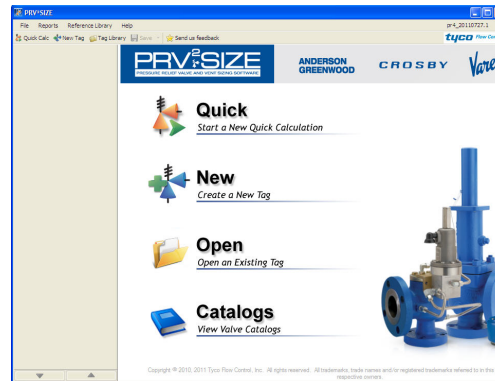 PRV²SIZE
File Reports Reference Library Help pr4_20110727.1
Quick Calc New Tag Tag Library Save Send us feedback tyco Flow Con
PRV²SIZE
PRESSURE RELIEF VALVE AND VENT SIZING SOFTWARE
ANDERSON
GREENWOOD
CROSBY
Vare
Quick
Start a New Quick Calculation
New
Create a New Tag
Open
Open an Existing Tag
Catalogs
View Valve Catalogs
Copyright © 2010, 2011 Tyco Flow Control, Inc. All rights reserved. All trademarks, trade names and/or registered trademarks referred to in this
respective owners.